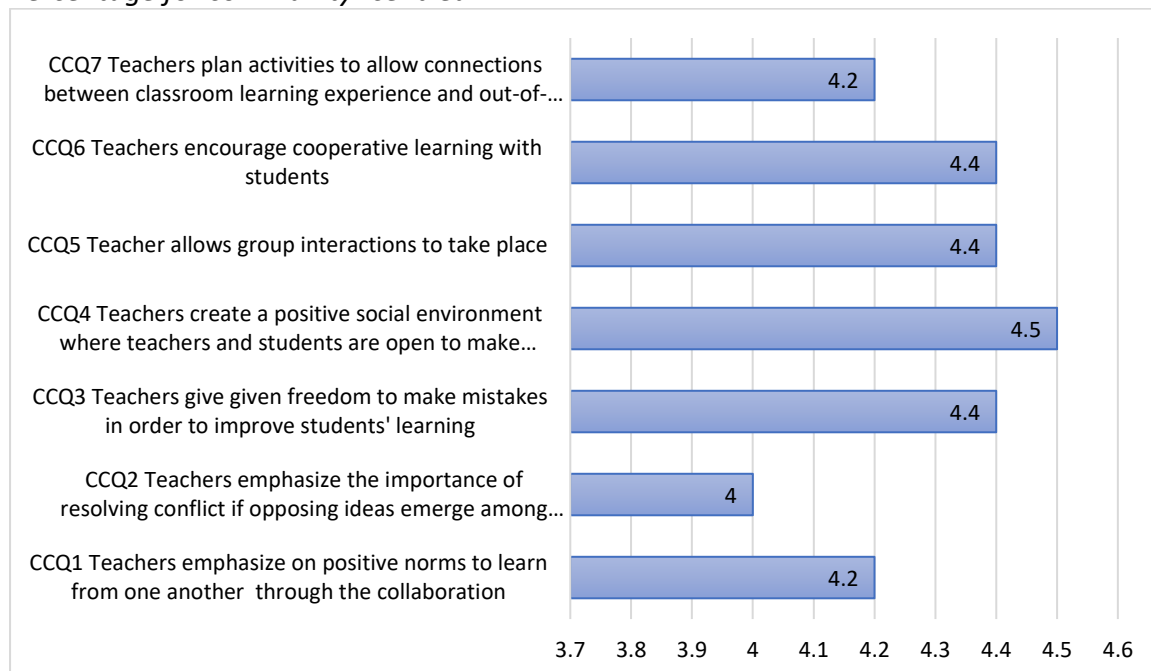 CCQ7 Teachers plan activities to allow connections
between classroom learning experience and out-of-...
4.2
CCQ6 Teachers encourage cooperative learning with
students
4.4
CCQ5 Teacher allows group interactions to take place
4.4
CCQ4 Teachers create a positive social environment
where teachers and students are open to make...
4.5
CCQ3 Teachers give given freedom to make mistakes
in order to improve students' learning
4.4
CCQ2 Teachers emphasize the importance of
resolving conflict if opposing ideas emerge among...
4
CCQ1 Teachers emphasize on positive norms to learn
from one another  through the collaboration
4.2
3.7 3.8 3.9 4 4.1 4.2 4.3 4.4 4.5 4.6